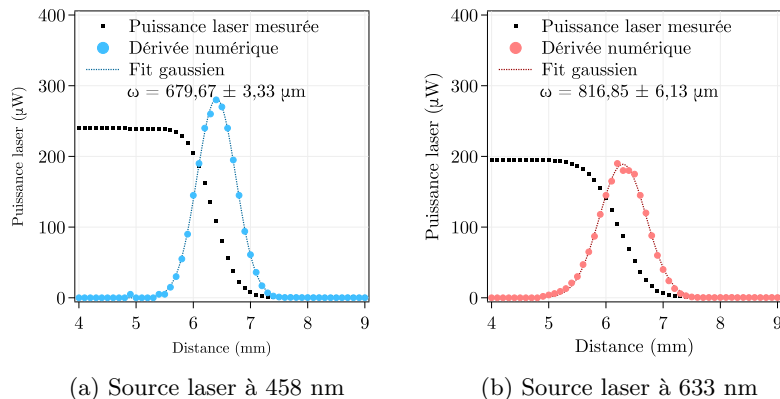 400
300
200
100
0
Puissance laser (µW)
Puissance laser mesurée
Dérivée numérique
Fit gaussien
ω = 679,67 ± 3,33 µm
4 5 6 7 8 9
Distance (mm)
(a) Source laser à 458 nm
400
200
0
Puissance laser (µW)
Puissance laser mesurée
Dérivée numérique
Fit gaussien
ω = 816,85 ± 6,13 µm
4 5 6 7 8 9
Distance (mm)
(b) Source laser à 633 nm